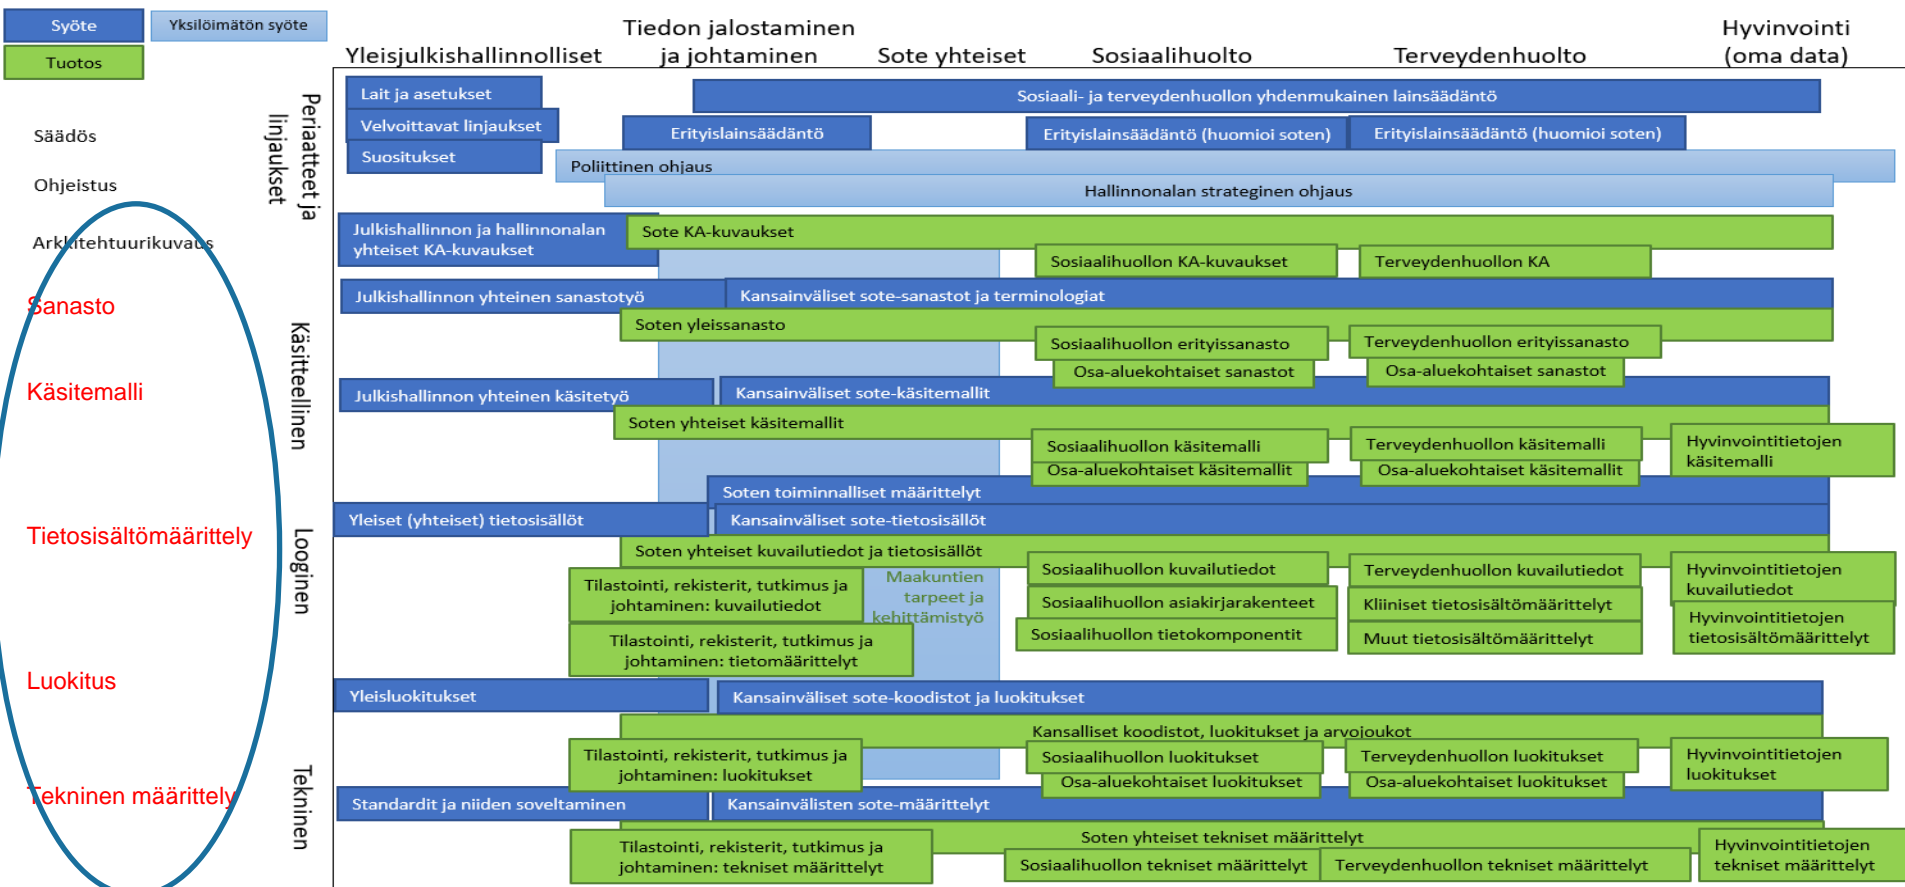 Syöte
Yksilöimätön syöte
Tuotos
Yleisjulkishallinnolliset
Tiedon jalostaminen
ja johtaminen
Sote yhteiset
Sosiaalihuolto
Terveydenhuolto
Hyvinvointi
(oma data)
Periaatteet ja
linjaukset
Säädös
Ohjeistus
Arkkitehtuurikuvaus
Lait ja asetukset
Sosiaali- ja terveydenhuollon yhdenmukainen lainsäädäntö
Velvoittavat linjaukset
Erityislainsäädäntö
Erityislainsäädäntö (huomioi soten)
Erityislainsäädäntö (huomioi soten)
Suositukset
Poliittinen ohjaus
Hallinnonalan strateginen ohjaus
Julkishallinnon ja hallinnonalan
yhteiset KA-kuvaukset
Sote KA-kuvaukset
Sosiaalihuollon KA-kuvaukset
Terveydenhuollon KA
Sanasto
Käsitteellinen
Julkishallinnon yhteinen sanastotyö
Kansainväliset sote-sanastot ja terminologiat
Soten yleissanasto
Sosiaalihuollon erityissanasto
Terveydenhuollon erityissanasto
Osa-aluekohtaiset sanastot
Osa-aluekohtaiset sanastot
Käsitemalli
Julkishallinnon yhteinen käsitetyö
Kansainväliset sote-käsitemallit
Soten yhteiset käsitemallit
Sosiaalihuollon käsitemalli
Terveydenhuollon käsitemalli
Hyvinvointitietojen
käsitemalli
Osa-aluekohtaiset käsitemallit
Osa-aluekohtaiset käsitemallit
Soten toiminnalliset määrittelyt
Tietosisältömäärittely
Looginen
Yleiset (yhteiset) tietosisällöt
Kansainväliset sote-tietosisällöt
Soten yhteiset kuvailutiedot ja tietosisällöt
Tilastointi, rekisterit, tutkimus ja
johtaminen: kuvailutiedot
Maakuntien
tarpeet ja
kehittämistyö
Sosiaalihuollon kuvailutiedot
Terveydenhuollon kuvailutiedot
Hyvinvointitietojen
kuvailutiedot
Sosiaalihuollon asiakirjarakenteet
Kliiniset tietosisältömäärittelyt
Hyvinvointitietojen
tietosisältömäärittelyt
Tilastointi, rekisterit, tutkimus ja
johtaminen: tietomäärittelyt
Sosiaalihuollon tietokomponentit
Muut tietosisältömäärittelyt
Luokitus
Yleisluokitukset
Kansainväliset sote-koodistot ja luokitukset
Kansalliset koodistot, luokitukset ja arvojoukot
Tilastointi, rekisterit, tutkimus ja
johtaminen: luokitukset
Sosiaalihuollon luokitukset
Terveydenhuollon luokitukset
Hyvinvointitietojen
luokitukset
Osa-aluekohtaiset luokitukset
Osa-aluekohtaiset luokitukset
Tekninen määrittely
Tekninen
Standardit ja niiden soveltaminen
Kansainvälisten sote-määrittelyt
Soten yhteiset tekniset määrittelyt
Tilastointi, rekisterit, tutkimus ja
johtaminen: tekniset määrittelyt
Sosiaalihuollon tekniset määrittelyt
Terveydenhuollon tekniset määrittelyt
Hyvinvointitietojen
tekniset määrittelyt